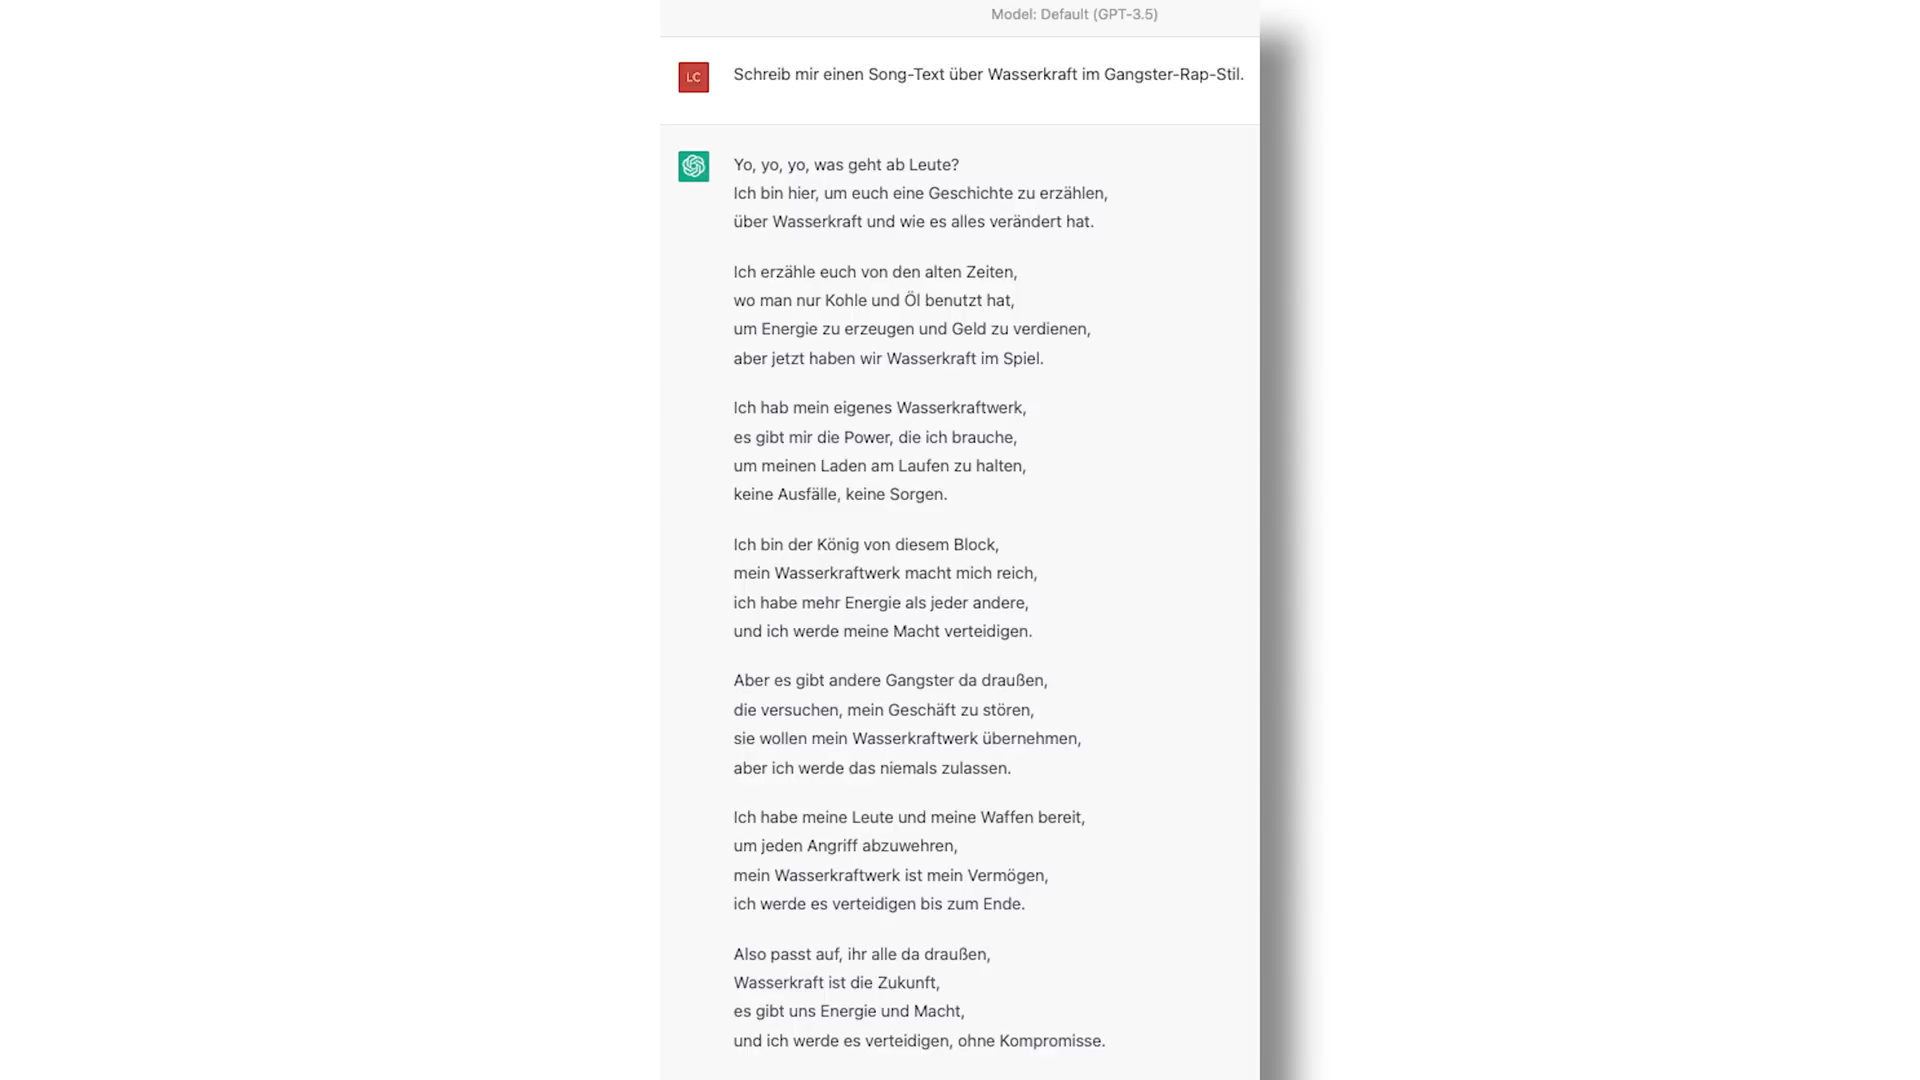 Model: Default (GPT-3.5)
LC
Schreib mir einen Song-Text über Wasserkraft im Gangster-Rap-Stil.
Yo, yo, yo, was geht ab Leute?
Ich bin hier, um euch eine Geschichte zu erzählen,
über Wasserkraft und wie es alles verändert hat.
Ich erzähle euch von den alten Zeiten,
wo man nur Kohle und Öl benutzt hat,
um Energie zu erzeugen und Geld zu verdienen,
aber jetzt haben wir Wasserkraft im Spiel.
Ich hab mein eigenes Wasserkraftwerk,
es gibt mir die Power, die ich brauche,
um meinen Laden am Laufen zu halten,
keine Ausfälle, keine Sorgen.
Ich bin der König von diesem Block,
mein Wasserkraftwerk macht mich reich,
ich habe mehr Energie als jeder andere,
und ich werde meine Macht verteidigen.
Aber es gibt andere Gangster da draußen,
die versuchen, mein Geschäft zu stören,
sie wollen mein Wasserkraftwerk übernehmen,
aber ich werde das niemals zulassen.
Ich habe meine Leute und meine Waffen bereit,
um jeden Angriff abzuwehren,
mein Wasserkraftwerk ist mein Vermögen,
ich werde es verteidigen bis zum Ende.
Also passt auf, ihr alle da draußen,
Wasserkraft ist die Zukunft,
es gibt uns Energie und Macht,
und ich werde es verteidigen, ohne Kompromisse.